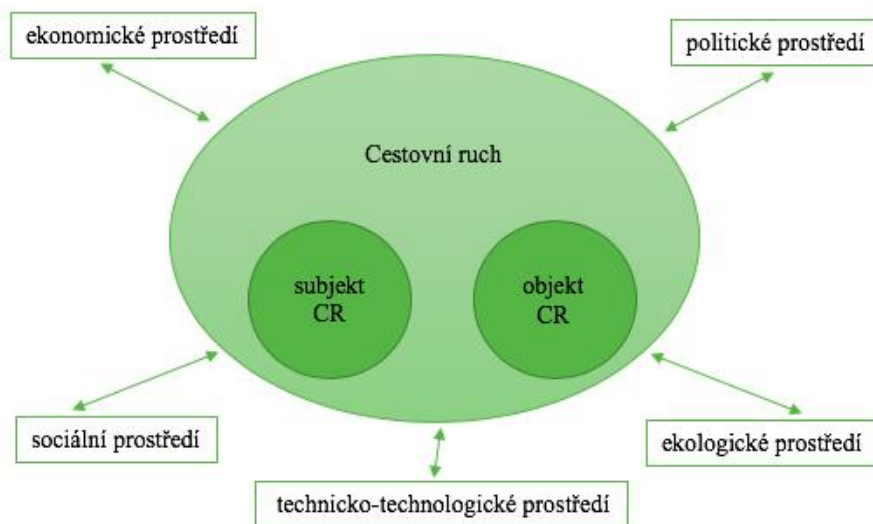 ekonomické prostředí
politické prostředí
Cestovní ruch
subjekt
CR
objekt
CR
sociální prostředí
ekologické prostředí
technicko-technologické prostředí